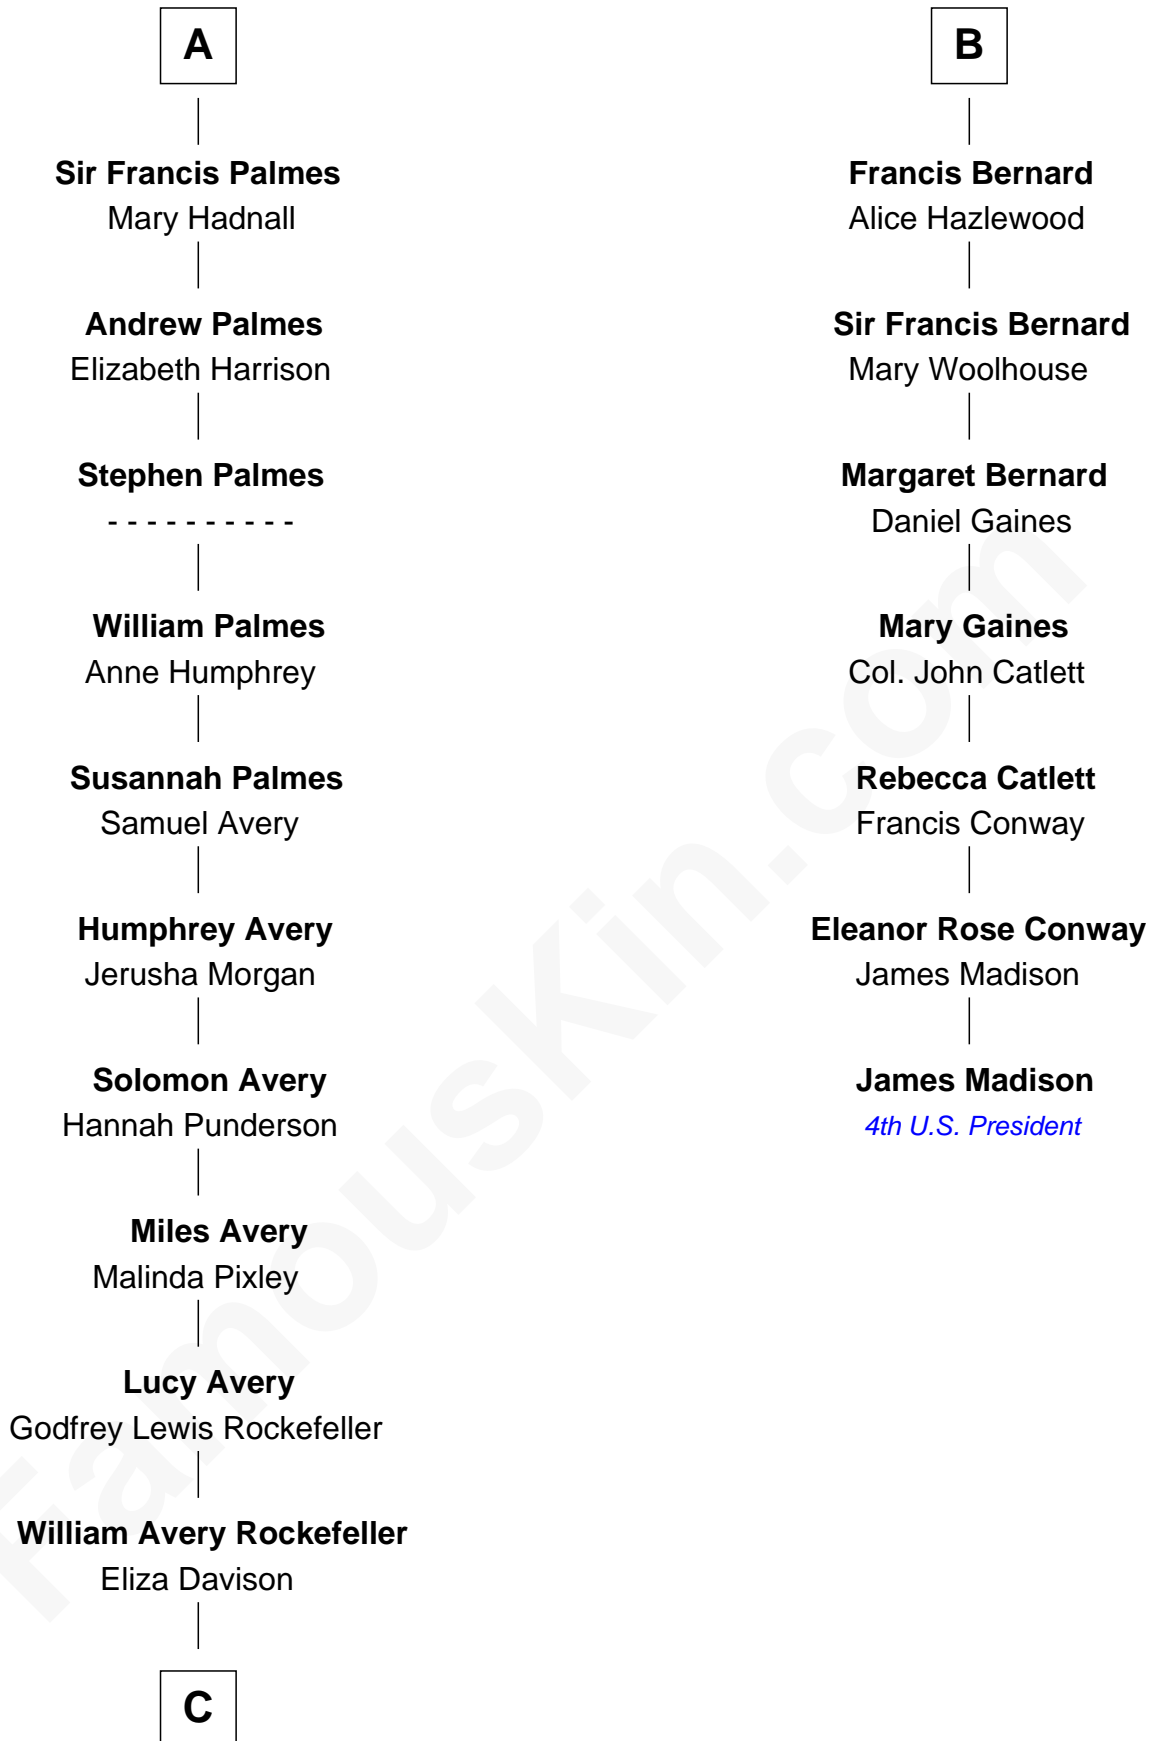 A
Sir Francis Palmes
Mary Hadnall
Andrew Palmes
Elizabeth Harrison
Stephen Palmes
- - - - - - - - - -
William Palmes
Anne Humphrey
Susannah Palmes
Samuel Avery
Humphrey Avery
Jerusha Morgan
Solomon Avery
Hannah Punderson
Miles Avery
Malinda Pixley
Lucy Avery
Godfrey Lewis Rockefeller
William Avery Rockefeller
Eliza Davison
C
B
Francis Bernard
Alice Hazlewood
Sir Francis Bernard
Mary Woolhouse
Margaret Bernard
Daniel Gaines
Mary Gaines
Col. John Catlett
Rebecca Catlett
Francis Conway
Eleanor Rose Conway
James Madison
James Madison
4th U.S. President
FamousKin.com